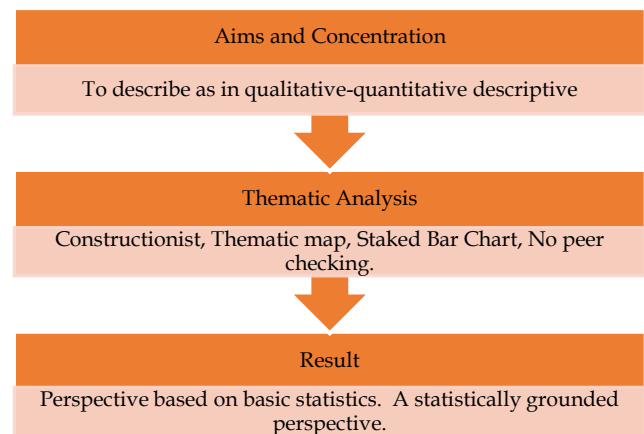 Aims and Concentration
To describe as in qualitative-quantitative descriptive
Thematic Analysis
Constructionist, Thematic map, Staked Bar Chart, No peer
checking.
Result
Perspective based on basic statistics.  A statistically grounded
perspective.